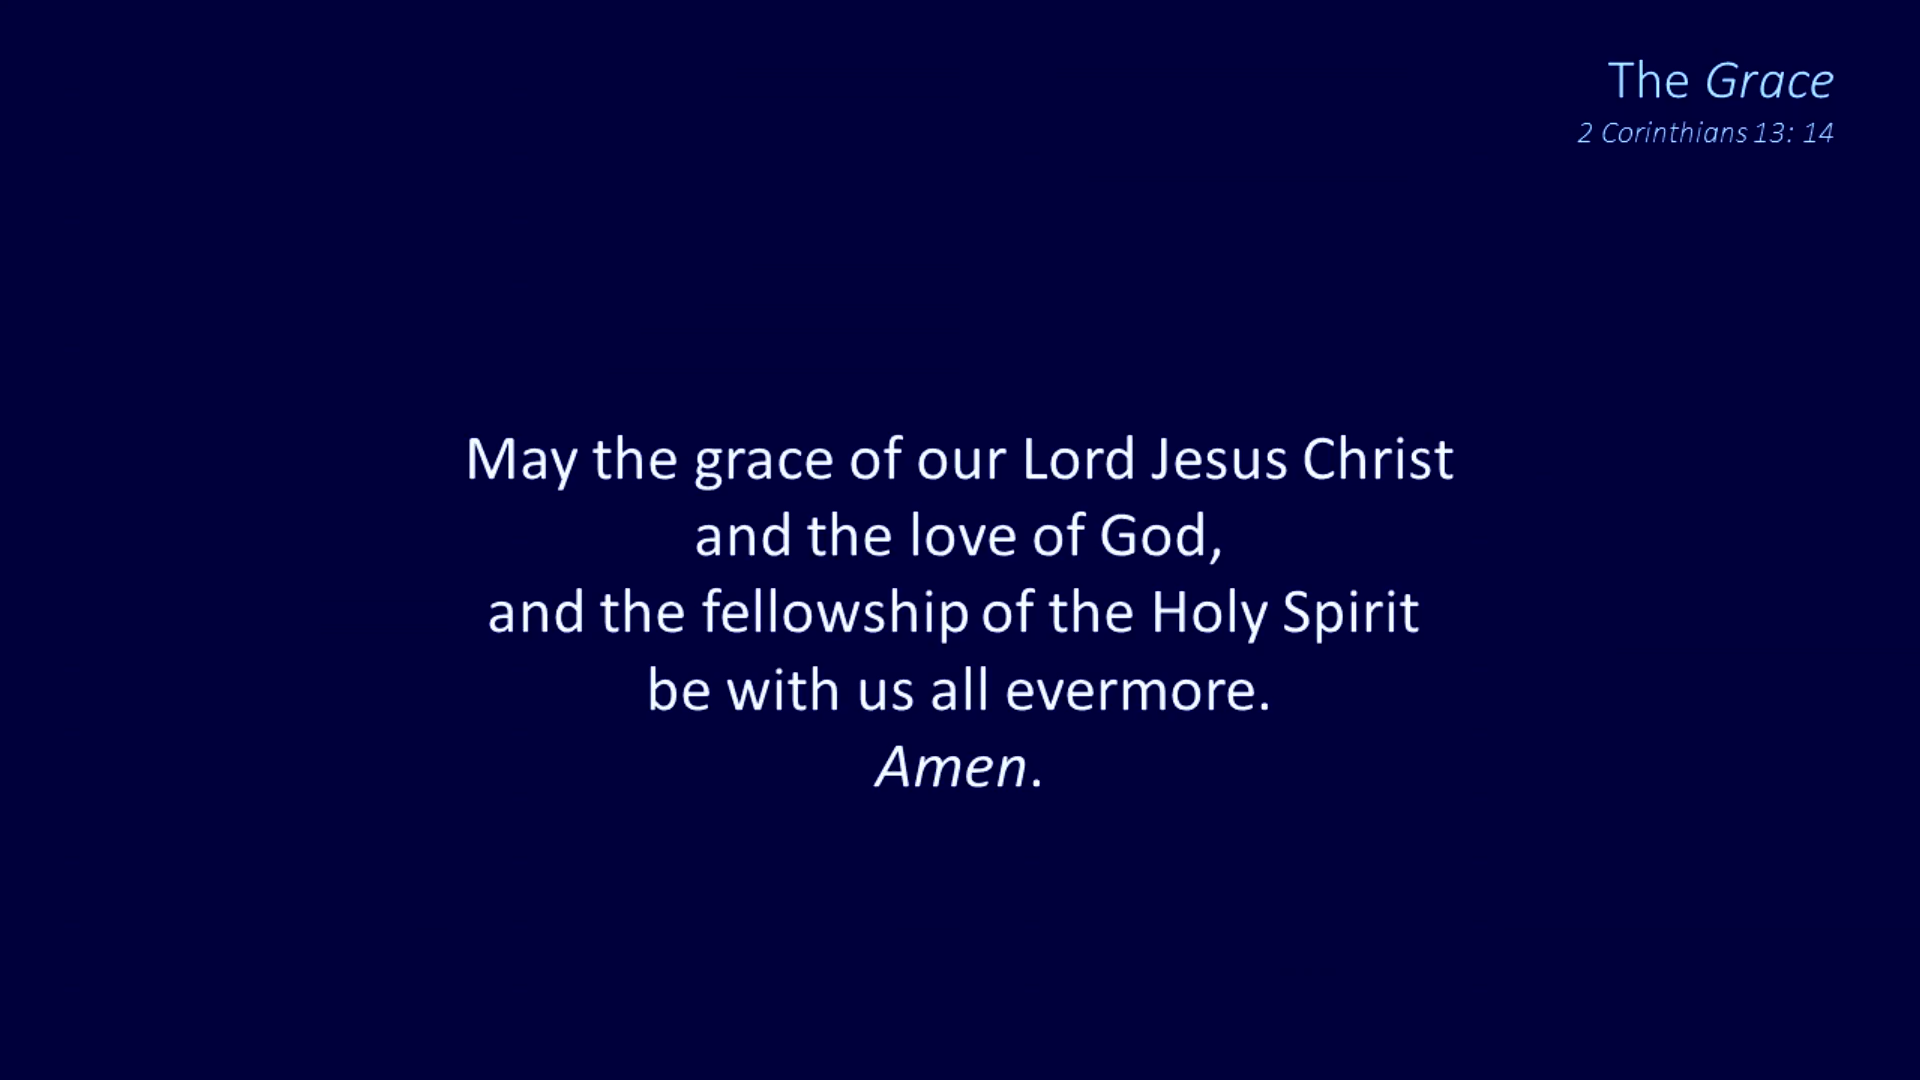 The Grace
2 Corinthians 13: 14
May the grace of our Lord Jesus Christ
and the love of God,
and the fellowship of the Holy Spirit
be with us all evermore.
Amen.